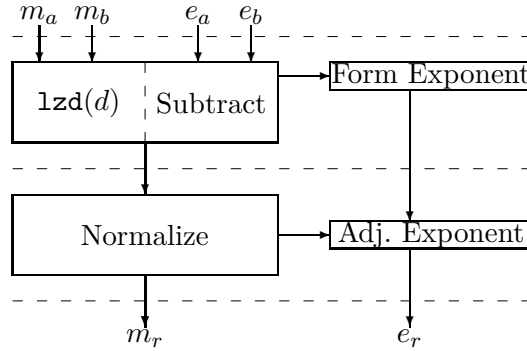 m_a m_b e_a e_b
lzd(d) Subtract Form Exponent
Normalize Adj. Exponent
m_r e_r